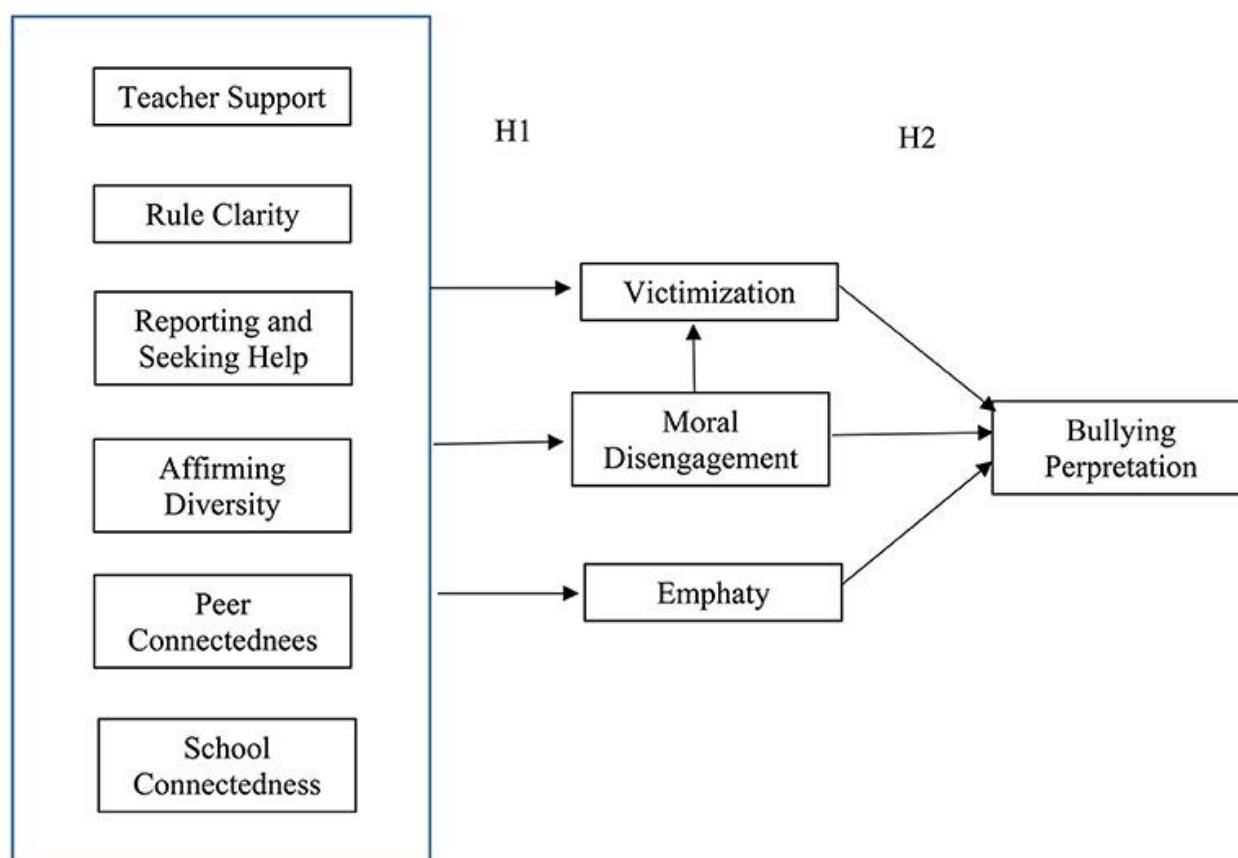 Teacher Support
Rule Clarity
Reporting and
Seeking Help
Affirming
Diversity
Peer
Connectednees
School
Connectedness
H1
H2
Victimization
Moral
Disengagement
Emphaty
Bullying
Perpretation